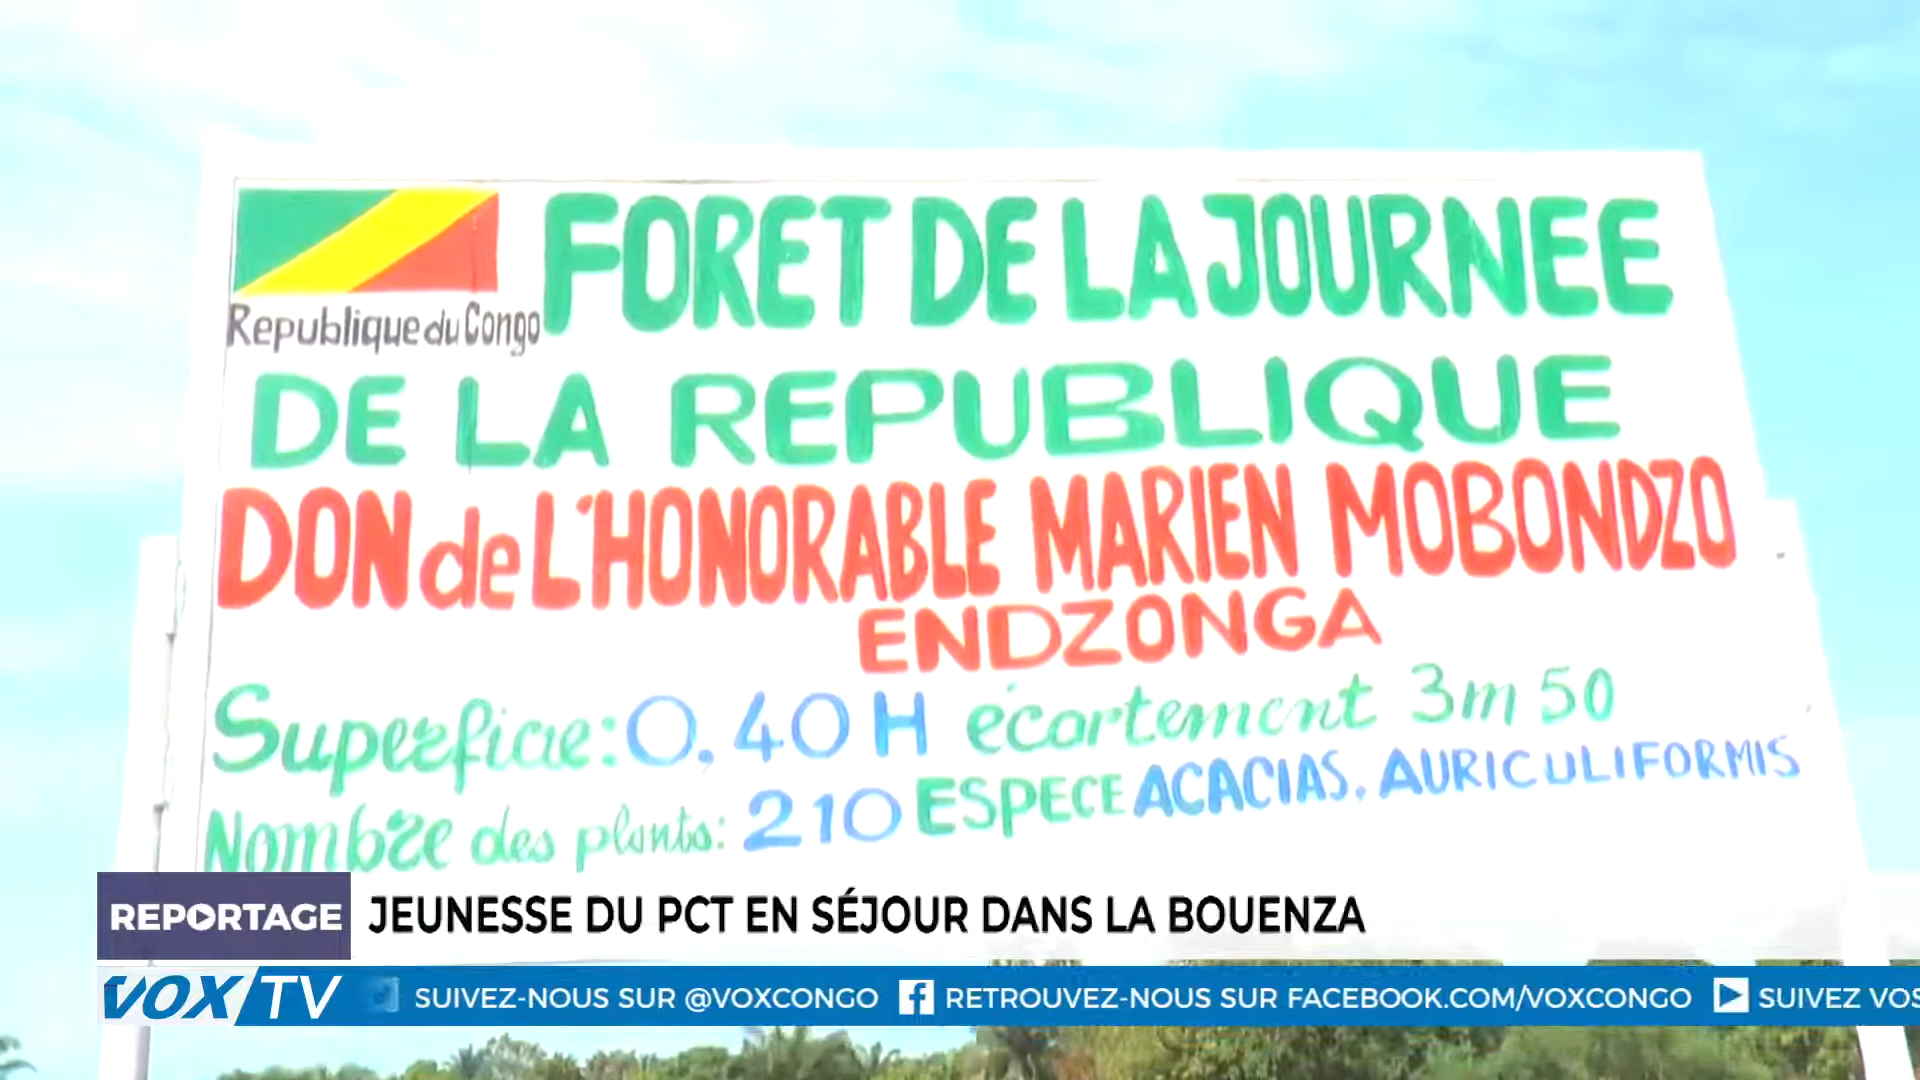 FORET DE LA JOURNEE
Republique du Congo
DE LA REPUBLIQUE
DON de L'HONORABLE MARIEN MOBONDZO
ENDZONGA
Superficie: 0,40 H écartement 3m 50
Nombre des plants: 210 ESPECE ACACIAS. AURICULIFORMIS
REPORTAGE JEUNESSE DU PCT EN SÉJOUR DANS LA BOUENZA
VOX/TV SUIVEZ-NOUS SUR @VOXCONGO RETROUVEZ-NOUS SUR FACEBOOK.COM/VOXCONGO SUIVEZ VOS